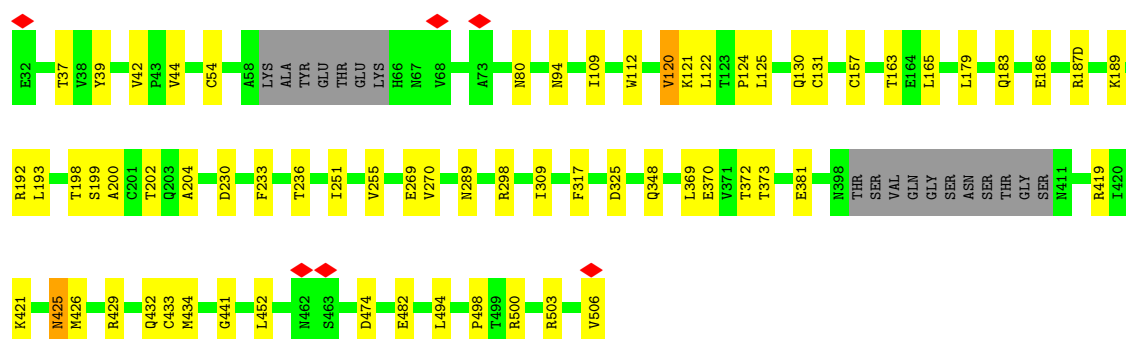 E32 T37 V38 Y39 V42 P43 V44 C54 A58 LYS ALA TYR GLU THR GLU LYS H66 N67 V68 A73 N80 N94 I109 W112 V120 K121 L122 T123 P124 L125 Q130 C131 C157 T163 E164 L165 L179 Q183 E186 R187D K189
R192 L193 T198 S199 A200 C201 T202 Q203 A204 D230 F233 T236 I251 V255 E269 V270 N289 R298 I309 F317 D325 Q348 L369 E370 V371 T372 T373 E381 N398 THR SER VAL GLN GLY SER ASN SER THR GLY SER N411 R419 I420
K421 N425 M426 R429 Q432 C433 M434 G441 L452 N462 S463 D474 E482 L494 P498 T499 R500 R503 V506